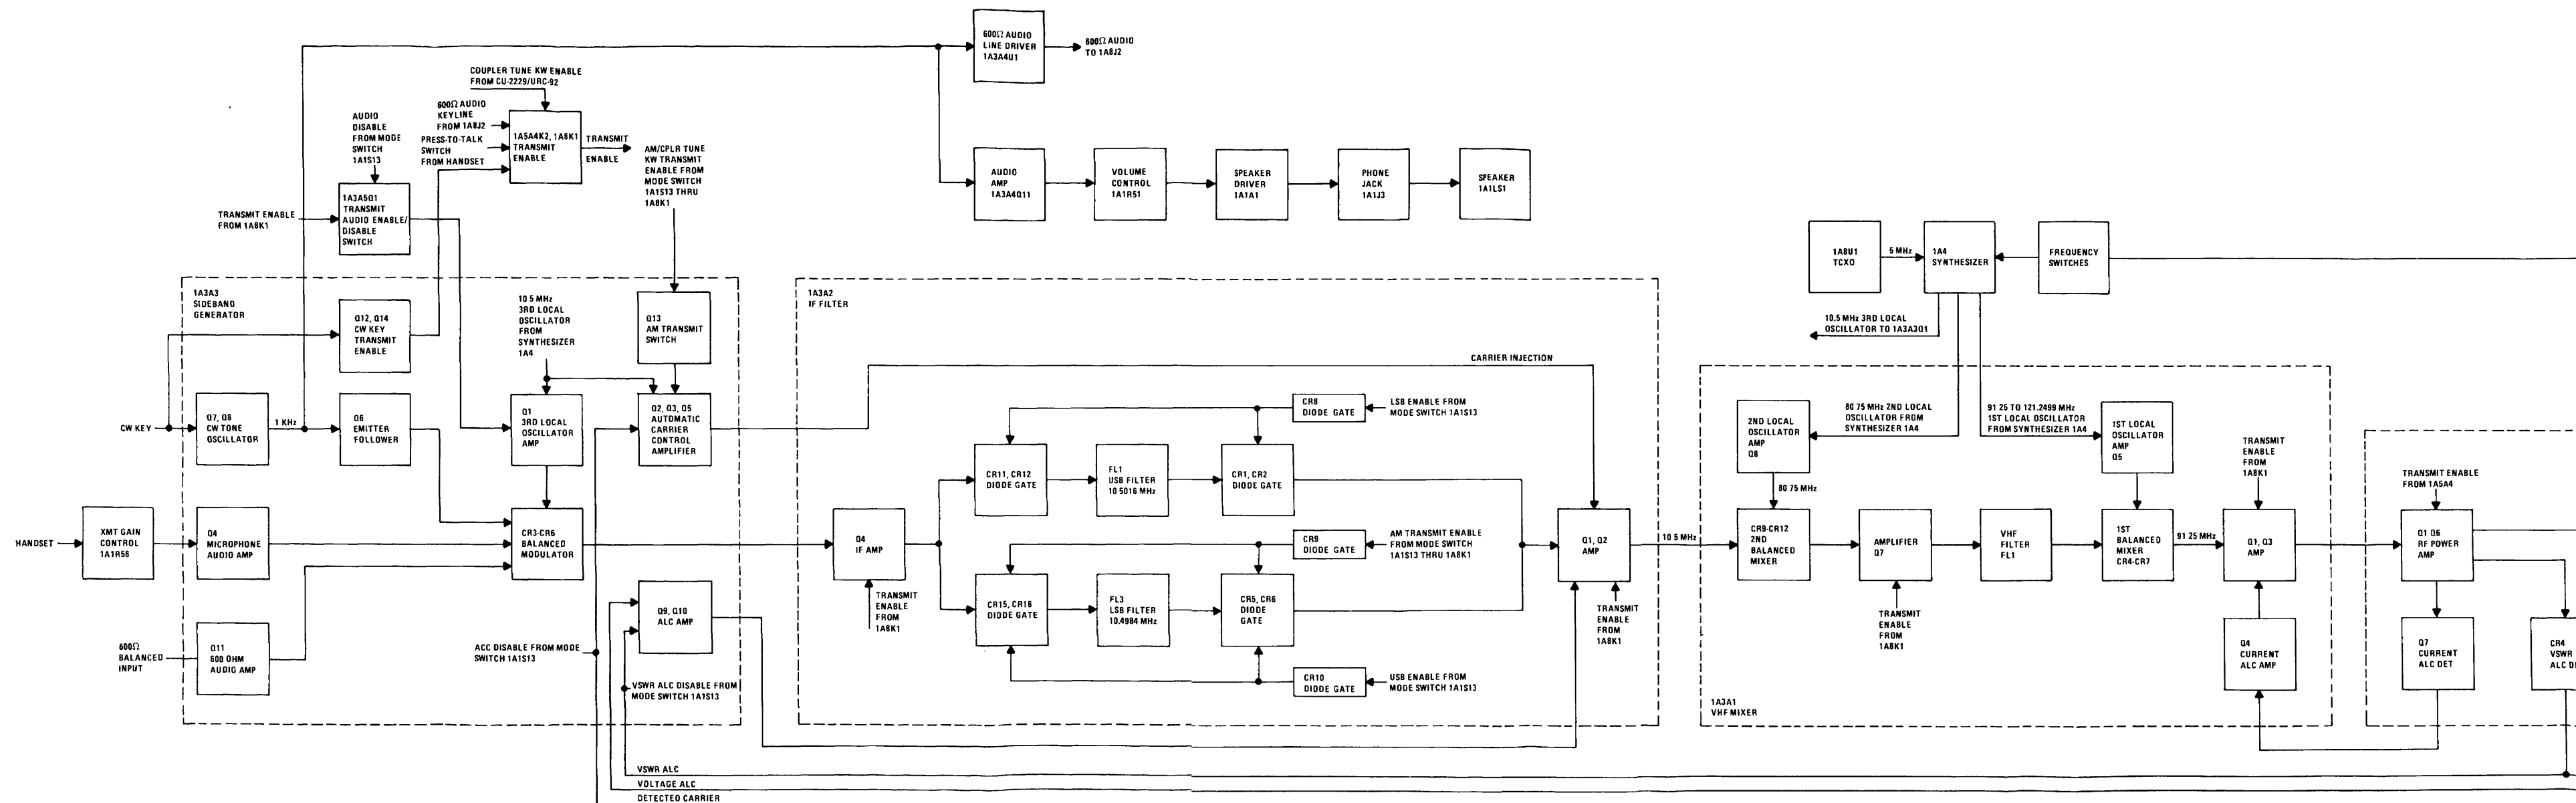 600Ω AUDIO
LINE DRIVER
1A3A4U1
600Ω AUDIO
TO 1A8J2
COUPLER TUNE KW ENABLE
FROM CU-2229/URC-92
600Ω AUDIO
KEYLINE
FROM 1A8J2
PRESS-TO-TALK
SWITCH
FROM HANDSET
1A5A4K2, 1A8K1
TRANSMIT
ENABLE
TRANSMIT
ENABLE
AUDIO
DISABLE
FROM MODE
SWITCH
1A1S13
AM/CPLR TUNE
KW TRANSMIT
ENABLE FROM
MODE SWITCH
1A1S13 THRU
1A8K1
AUDIO
AMP
1A3A4Q11
VOLUME
CONTROL
1A1R51
SPEAKER
DRIVER
1A1A1
PHONE
JACK
1A1J3
SPEAKER
1A1LS1
TRANSMIT ENABLE
FROM 1A8K1
1A3A5Q1
TRANSMIT
AUDIO ENABLE/
DISABLE
SWITCH
1A8U1
TCXO
5 MHz
1A4
SYNTHESIZER
FREQUENCY
SWITCHES
10.5 MHz 3RD LOCAL
OSCILLATOR TO 1A3A3Q1
1A3A3
SIDEBAND
GENERATOR
Q12, Q14
CW KEY
TRANSMIT
ENABLE
10 5 MHz
3RD LOCAL
OSCILLATOR
FROM
SYNTHESIZER
1A4
Q13
AM TRANSMIT
SWITCH
CW KEY
Q7, Q8
CW TONE
OSCILLATOR
1 KHz
Q6
EMITTER
FOLLOWER
Q1
3RD LOCAL
OSCILLATOR
AMP
Q2, Q3, Q5
AUTOMATIC
CARRIER
CONTROL
AMPLIFIER
HANDSET
XMT GAIN
CONTROL
1A1R58
Q4
MICROPHONE
AUDIO AMP
CR3-CR6
BALANCED
MODULATOR
600Ω
BALANCED
INPUT
Q11
600 OHM
AUDIO AMP
Q9, Q10
ALC AMP
ACC DISABLE FROM MODE
SWITCH 1A1S13
VSWR ALC DISABLE FROM
MODE SWITCH 1A1S13
1A3A2
IF FILTER
CARRIER INJECTION
CR8
DIODE GATE
LSB ENABLE FROM
MODE SWITCH 1A1S13
CR11, CR12
DIODE GATE
FL1
USB FILTER
10 5016 MHz
CR1, CR2
DIODE GATE
Q4
IF AMP
TRANSMIT
ENABLE
FROM
1A8K1
CR9
DIODE GATE
AM TRANSMIT ENABLE
FROM MODE SWITCH
1A1S13 THRU 1A8K1
CR15, CR16
DIODE GATE
FL3
LSB FILTER
10.4984 MHz
CR5, CR6
DIODE
GATE
CR10
DIODE GATE
USB ENABLE FROM
MODE SWITCH 1A1S13
Q1, Q2
AMP
TRANSMIT
ENABLE
FROM
1A8K1
10 5 MHz
2ND LOCAL
OSCILLATOR
AMP
Q8
80 75 MHz 2ND LOCAL
OSCILLATOR FROM
SYNTHESIZER 1A4
91 25 TO 121.2499 MHz
1ST LOCAL OSCILLATOR
FROM SYNTHESIZER 1A4
1ST LOCAL
OSCILLATOR
AMP
Q5
80 75 MHz
CR9-CR12
2ND
BALANCED
MIXER
AMPLIFIER
Q7
TRANSMIT
ENABLE
FROM
1A8K1
VHF
FILTER
FL1
1ST
BALANCED
MIXER
CR4-CR7
91 25 MHz
TRANSMIT
ENABLE
FROM
1A8K1
Q1, Q3
AMP
Q4
CURRENT
ALC AMP
1A3A1
VHF MIXER
TRANSMIT ENABLE
FROM 1A5A4
Q1 Q6
RF POWER
AMP
Q7
CURRENT
ALC DET
CR4
VSWR
ALC
VSWR ALC
VOLTAGE ALC
DETECTED CARRIER